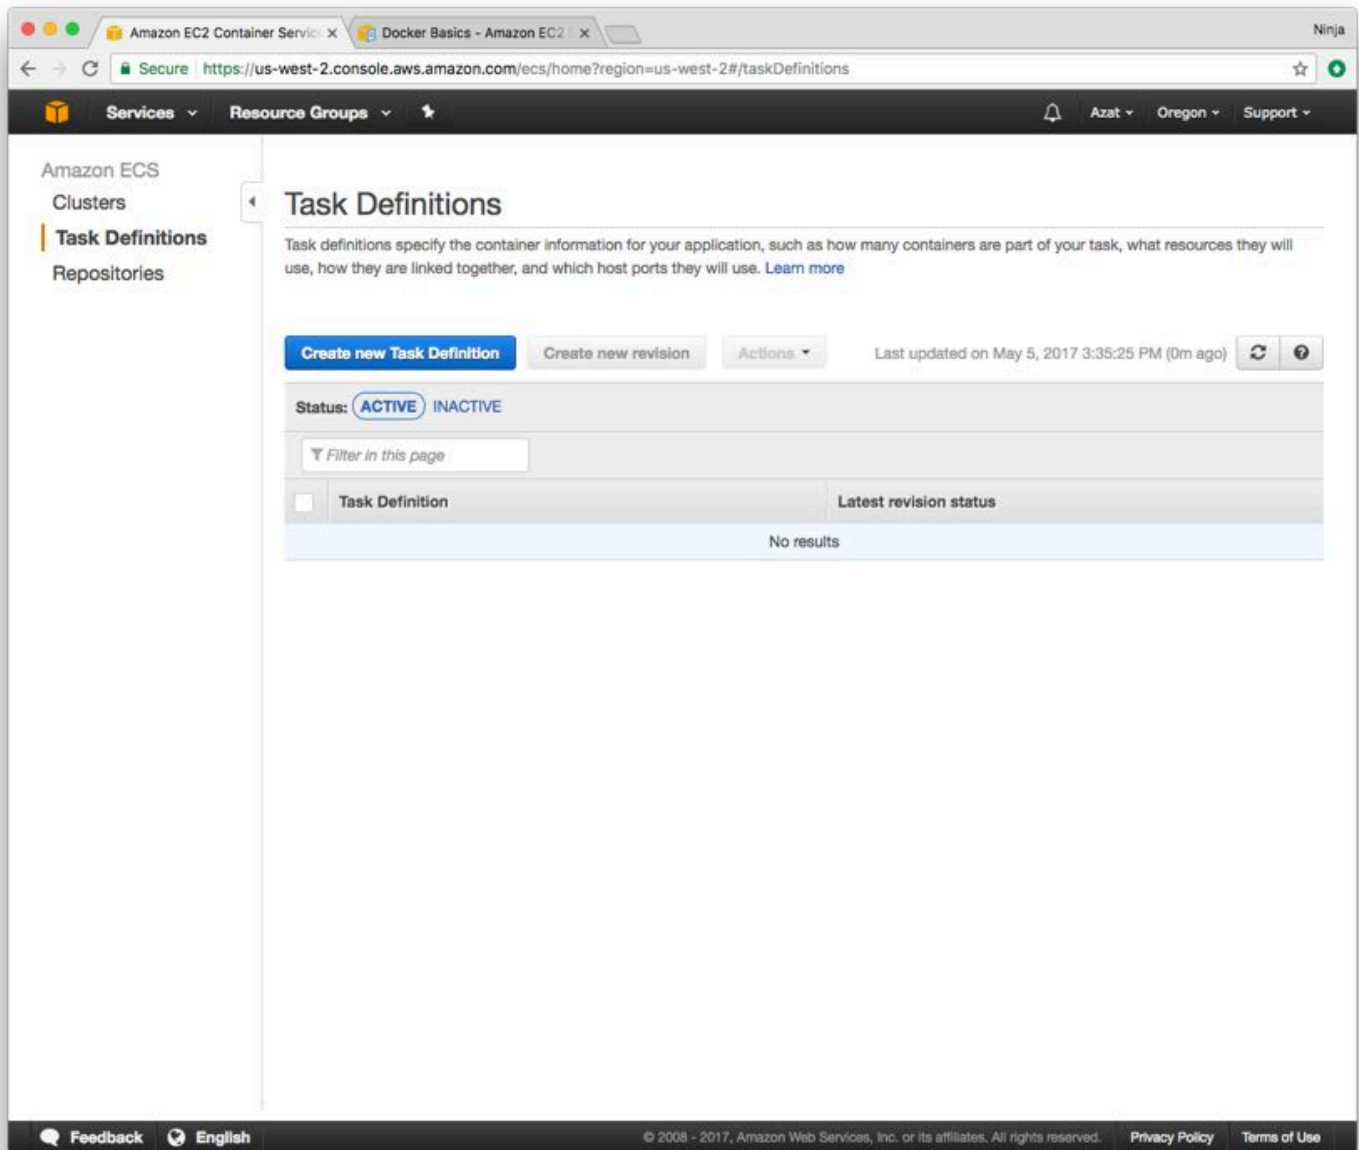 Amazon EC2 Container Servic
Docker Basics - Amazon EC2
Ninja
Secure https://us-west-2.console.aws.amazon.com/ecs/home?region=us-west-2#/taskDefinitions
Services Resource Groups Azat Oregon Support
Amazon ECS
Clusters
Task Definitions
Repositories
Task Definitions
Task definitions specify the container information for your application, such as how many containers are part of your task, what resources they will
use, how they are linked together, and which host ports they will use. Learn more
Create new Task Definition Create new revision Actions Last updated on May 5, 2017 3:35:25 PM (0m ago)
Status: ACTIVE INACTIVE
Filter in this page
Task Definition Latest revision status
No results
Feedback English © 2008 - 2017, Amazon Web Services, Inc. or its affiliates. All rights reserved. Privacy Policy Terms of Use